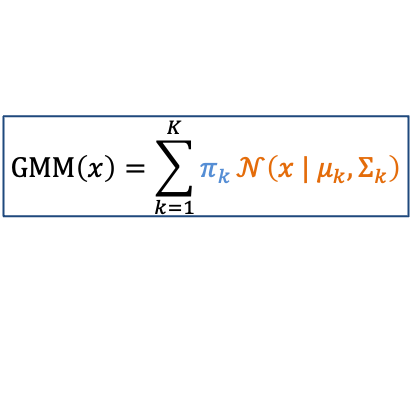 GMM(x) = ∑_{k=1}^{K} π_k 𝒩(x | μ_k, Σ_k)